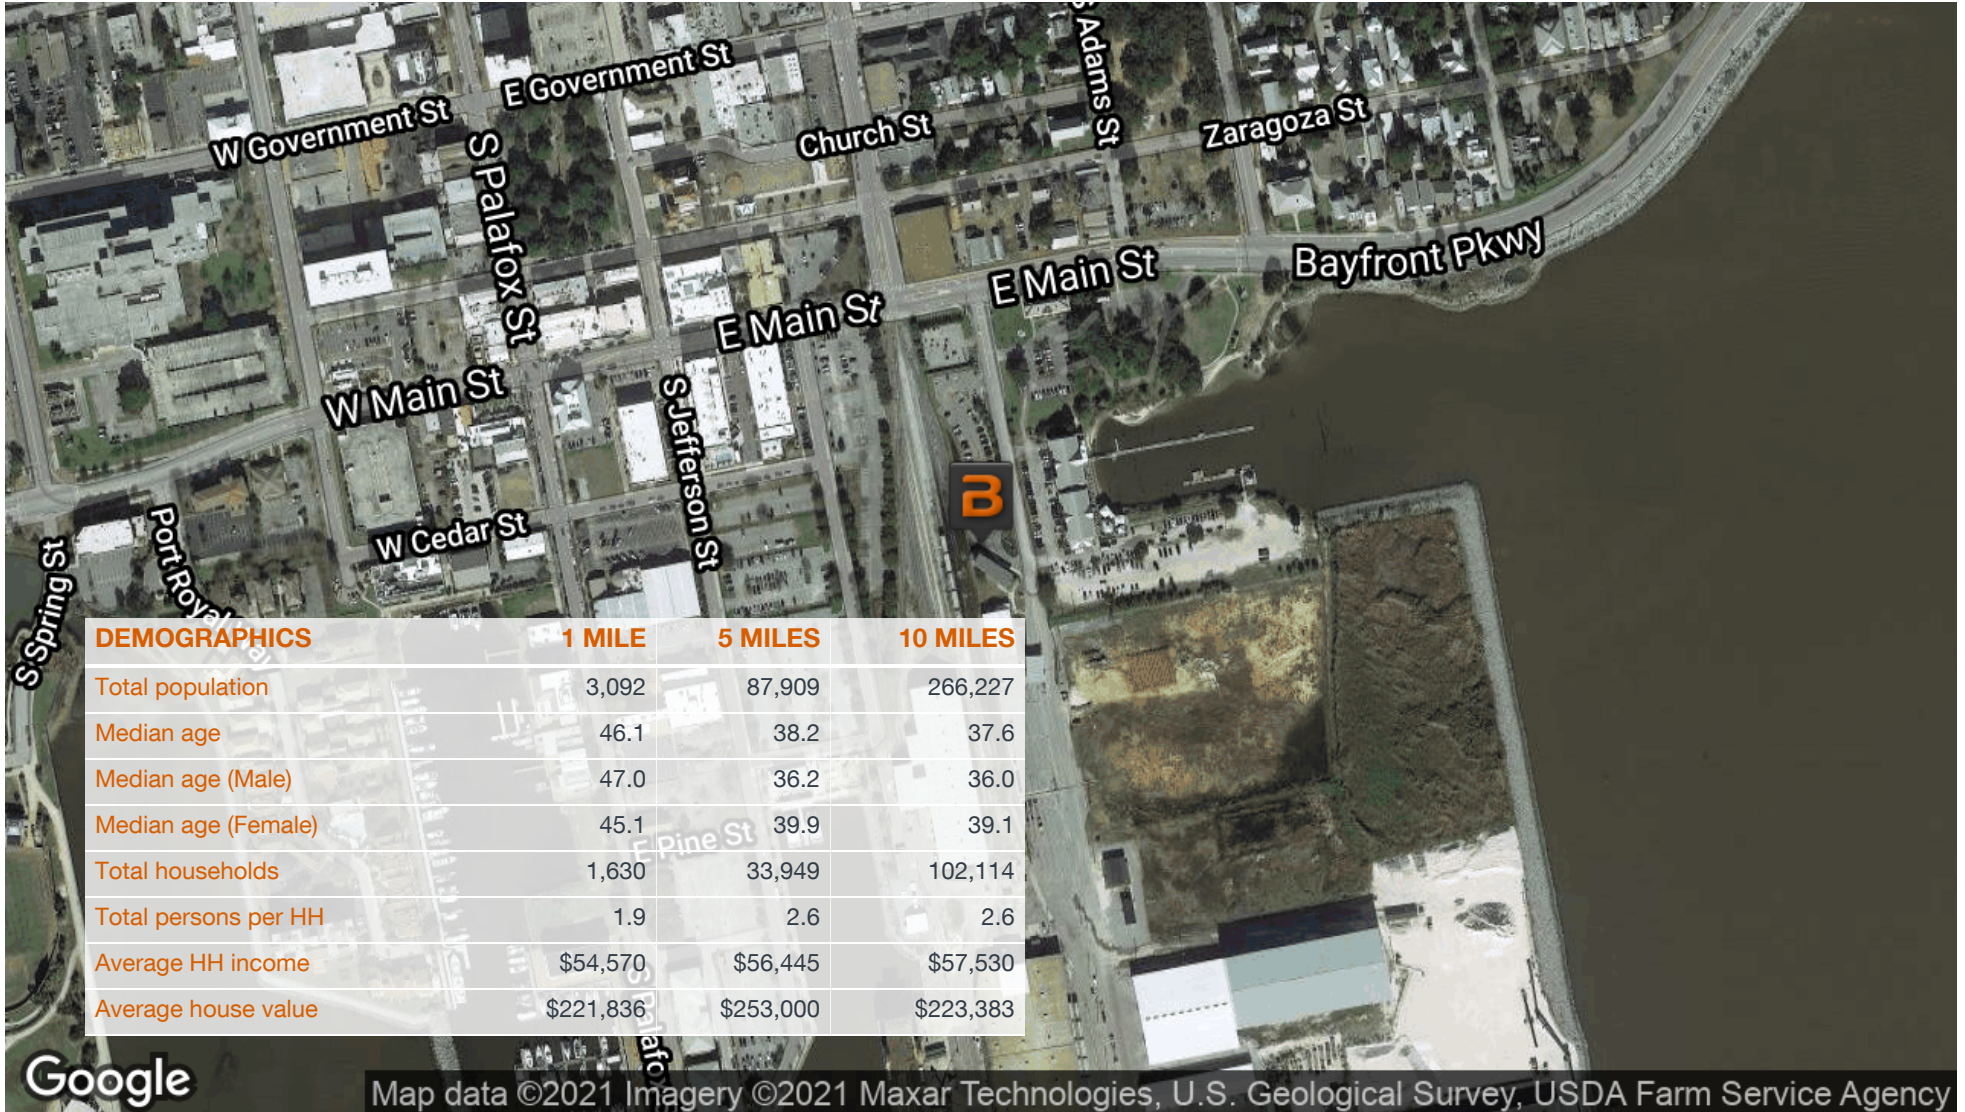 S Adams St
E Government St
W Government St
Church St
Zaragoza St
S Palafox St
Bayfront Pkwy
E Main St
E Main St
W Main St
S Jefferson St
B
W Cedar St
Port Royal Way
S Spring St
DEMOGRAPHICS 1 MILE 5 MILES 10 MILES
Total population 3,092 87,909 266,227
Median age 46.1 38.2 37.6
Median age (Male) 47.0 36.2 36.0
Median age (Female) 45.1 39.9 39.1
E Pine St
Total households 1,630 33,949 102,114
Total persons per HH 1.9 2.6 2.6
Average HH income $54,570 $56,445 $57,530
Average house value $221,836 $253,000 $223,383
S Palafox
Google
Map data ©2021 Imagery ©2021 Maxar Technologies, U.S. Geological Survey, USDA Farm Service Agency